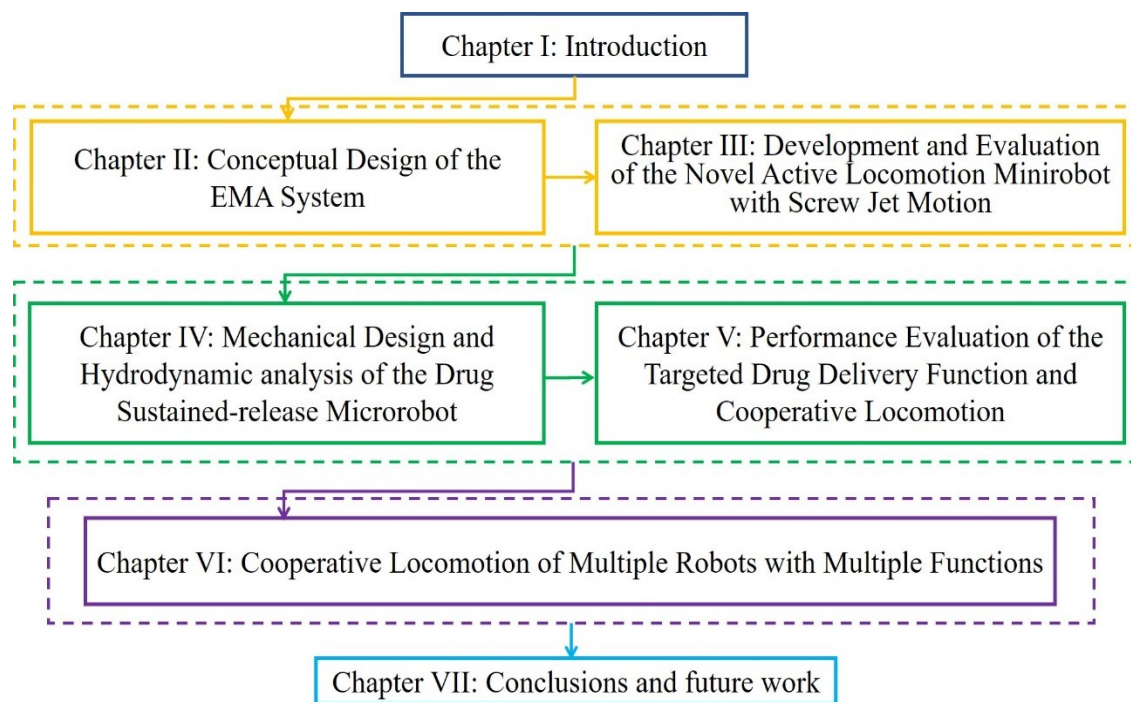 Chapter I: Introduction
Chapter II: Conceptual Design of the
EMA System
Chapter III: Development and Evaluation
of the Novel Active Locomotion Minirobot
with Screw Jet Motion
Chapter IV: Mechanical Design and
Hydrodynamic analysis of the Drug
Sustained-release Microrobot
Chapter V: Performance Evaluation of the
Targeted Drug Delivery Function and
Cooperative Locomotion
Chapter VI: Cooperative Locomotion of Multiple Robots with Multiple Functions
Chapter VII: Conclusions and future work